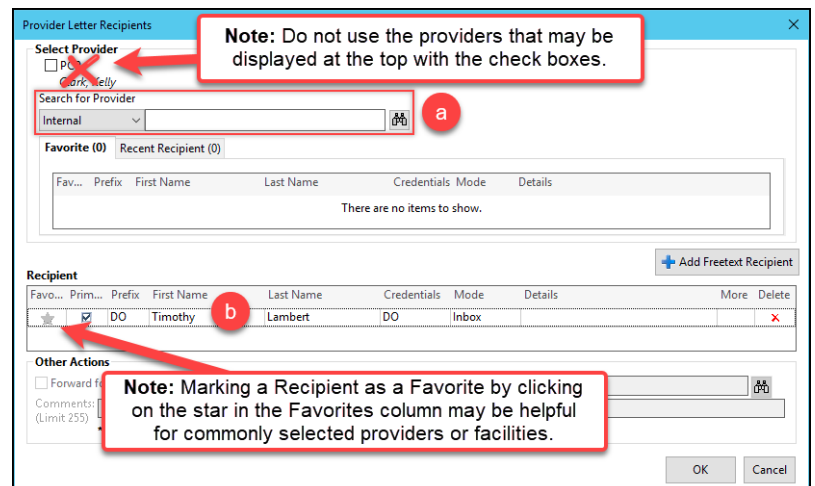 Provider Letter Recipients
Note: Do not use the providers that may be
displayed at the top with the check boxes.
Select Provider
Kelly
Search for Provider
Internal
a
Favorite (0) Recent Recipient (0)
Fav... Prefix First Name Last Name Credentials Mode Details
There are no items to show.
Add Freetext Recipient
Recipient
Favo... Prim... Prefix First Name Last Name Credentials Mode Details More Delete
DO Timothy Lambert DO Inbox
b
Other Actions
Forward
Note: Marking a Recipient as a Favorite by clicking
on the star in the Favorites column may be helpful
for commonly selected providers or facilities.
Comments:
(Limit 255)
OK Cancel